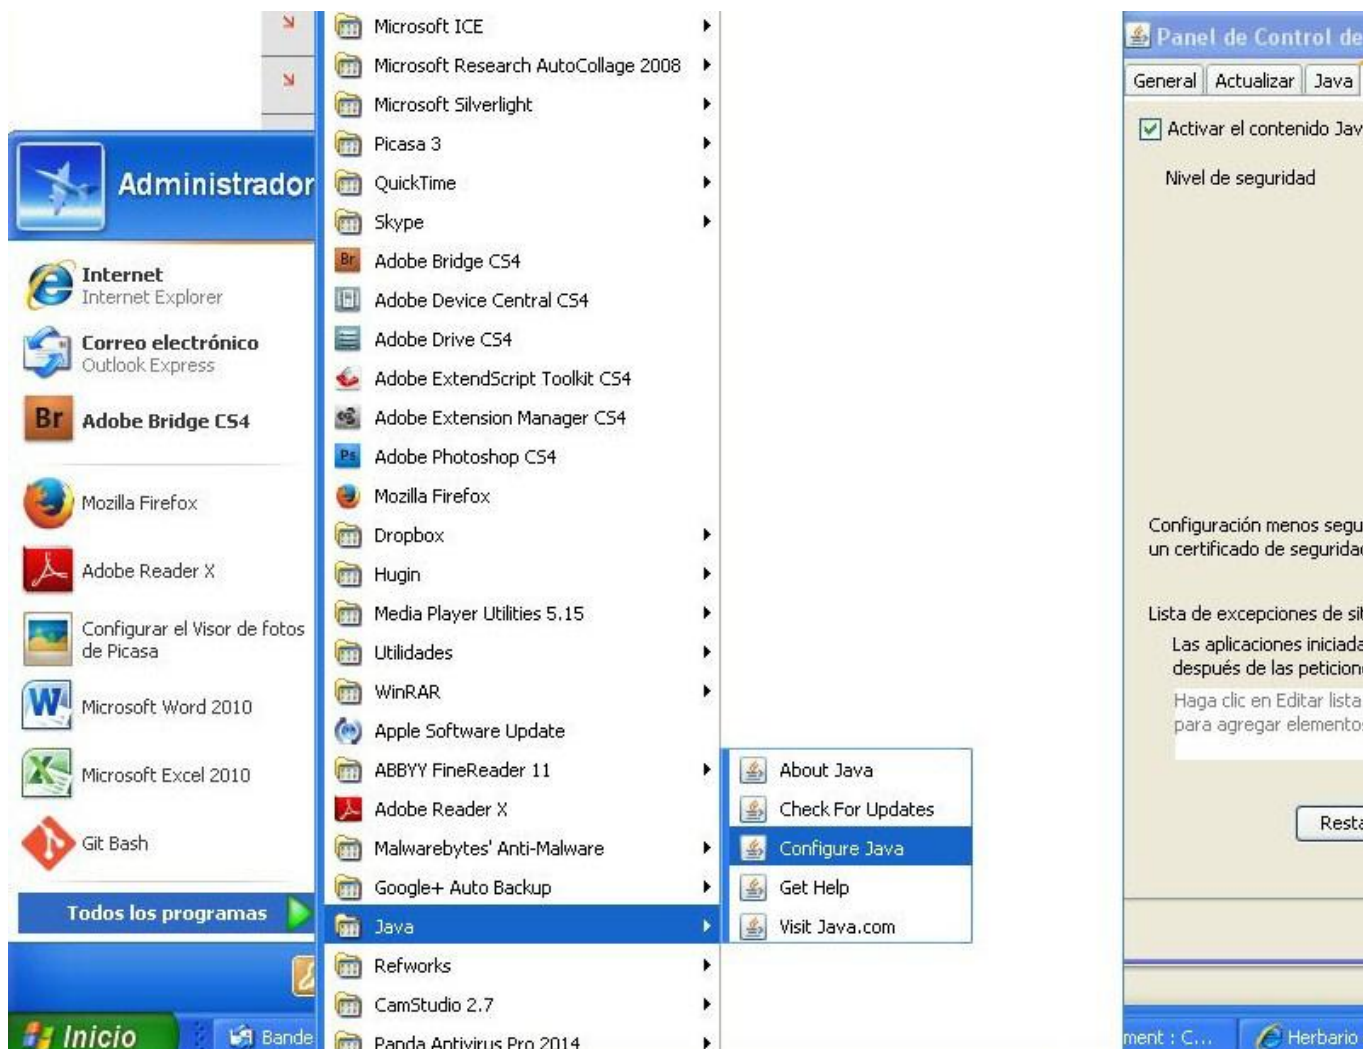 Administrador
Internet
Internet Explorer
Correo electrónico
Outlook Express
Br
Adobe Bridge CS4
Mozilla Firefox
Adobe Reader X
Configurar el Visor de fotos
de Picasa
Microsoft Word 2010
Microsoft Excel 2010
Git Bash
Todos los programas
Inicio
Bande
Microsoft ICE
Microsoft Research AutoCollage 2008
Microsoft Silverlight
Picasa 3
QuickTime
Skype
Br Adobe Bridge CS4
Adobe Device Central CS4
Adobe Drive CS4
Adobe ExtendScript Toolkit CS4
Adobe Extension Manager CS4
Ps Adobe Photoshop CS4
Mozilla Firefox
Dropbox
Hugin
Media Player Utilities 5.15
Utilidades
WinRAR
Apple Software Update
ABBYY FineReader 11
Adobe Reader X
Malwarebytes' Anti-Malware
Google+ Auto Backup
Java
Refworks
CamStudio 2.7
Panda Antivirus Pro 2014
About Java
Check For Updates
Configure Java
Get Help
Visit Java.com
Panel de Control de
General Actualizar Java
Activar el contenido Jav
Nivel de seguridad
Configuración menos segu
un certificado de seguridad
Lista de excepciones de sit
Las aplicaciones iniciada
después de las peticione
Haga clic en Editar lista
para agregar elementos
Resta
ment : C...
Herbario